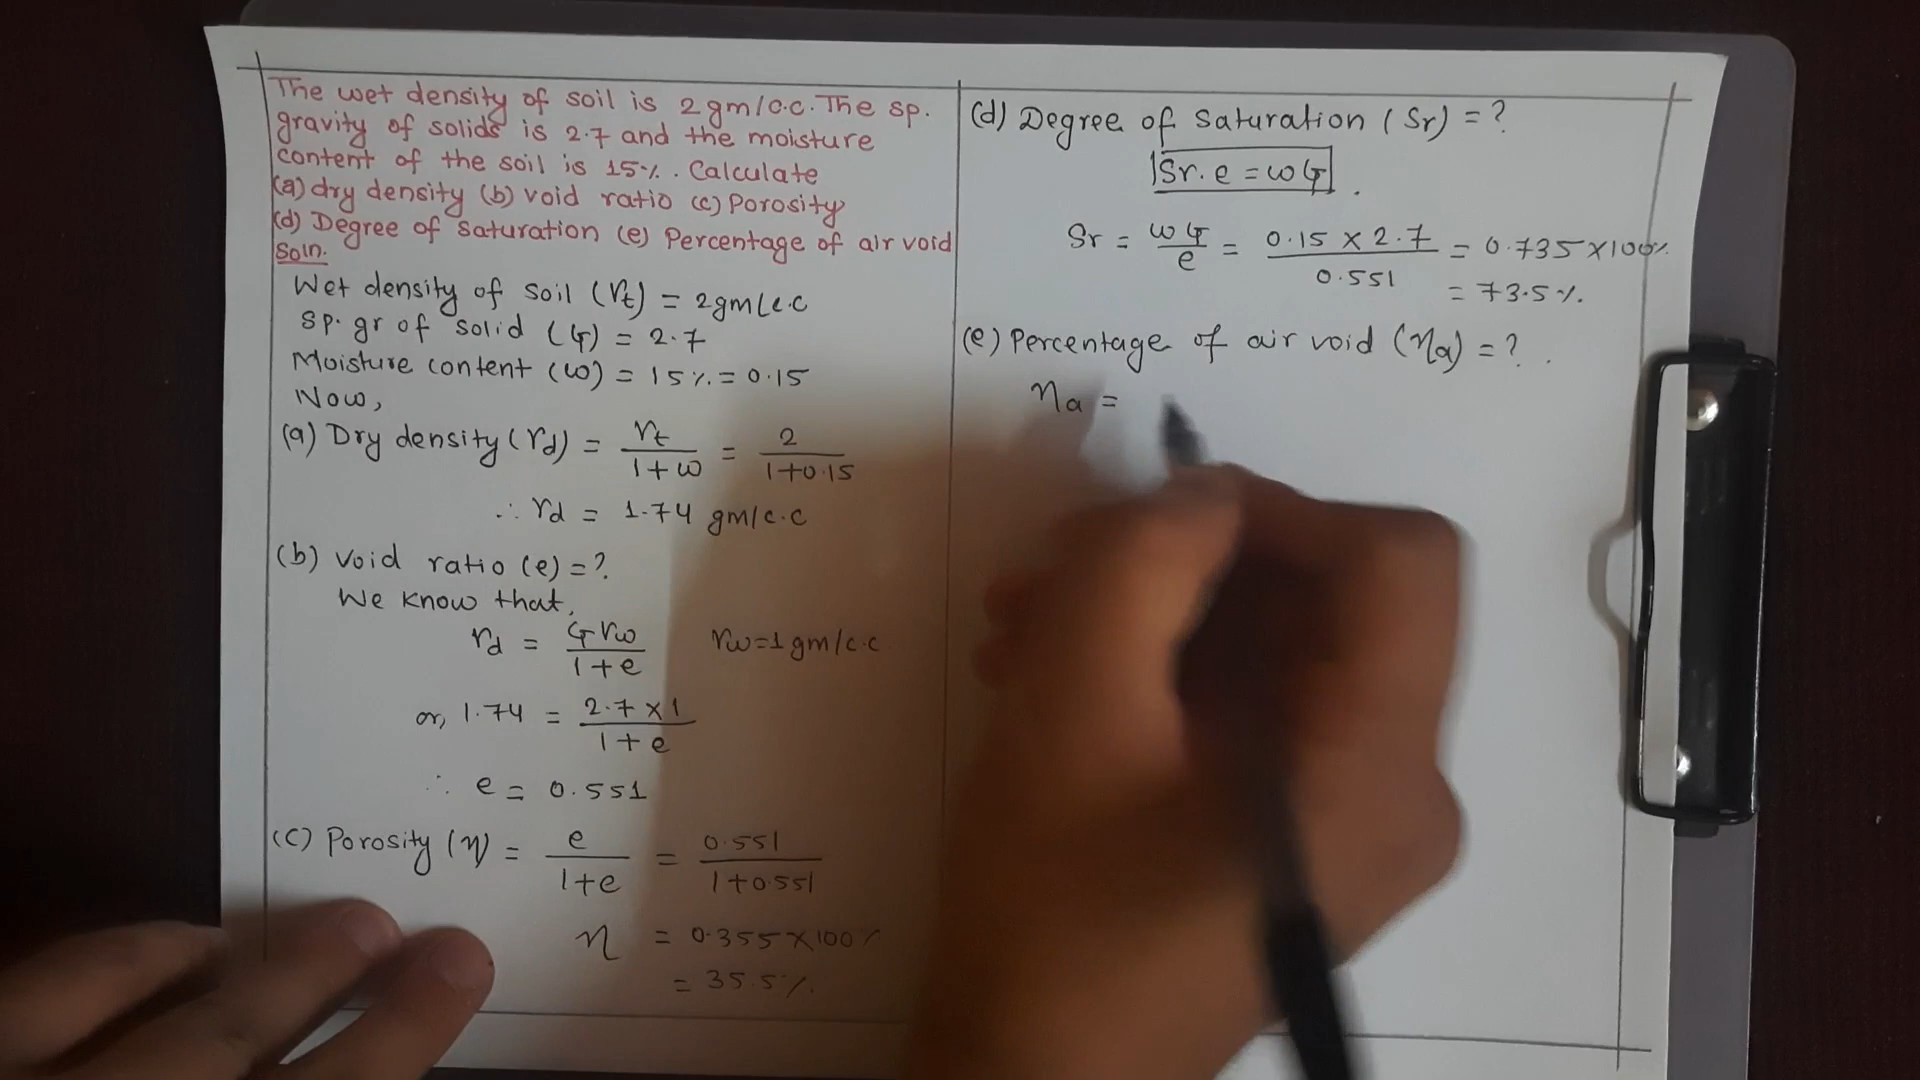 The wet density of soil is 2gm/c.c. The sp.
gravity of solids is 2.7 and the moisture
content of the soil is 15%. Calculate
(a) dry density (b) void ratio (c) Porosity
(d) Degree of saturation (e) Percentage of air void
Soln.
Wet density of soil (γt) = 2gm/c.c
Sp. gr of solid (G) = 2.7
Moisture content (ω) = 15% = 0.15
Now,
(a) Dry density (γd) = γt / 1+ω = 2 / 1+0.15
∴ γd = 1.74 gm/c.c
(b) Void ratio (e) = ?
We know that,
γd = Gγω / 1+e γω=1gm/c.c
or, 1.74 = 2.7×1 / 1+e
∴ e = 0.551
(c) Porosity (η) = e / 1+e = 0.551 / 1+0.551
η = 0.355×100%
= 35.5%.
(d) Degree of saturation (Sr) = ?
Sr.e = ωG.
Sr = ωG / e = 0.15 × 2.7 / 0.551 = 0.735×100%
= 73.5%.
(e) Percentage of air void (ηa) = ?.
ηa =